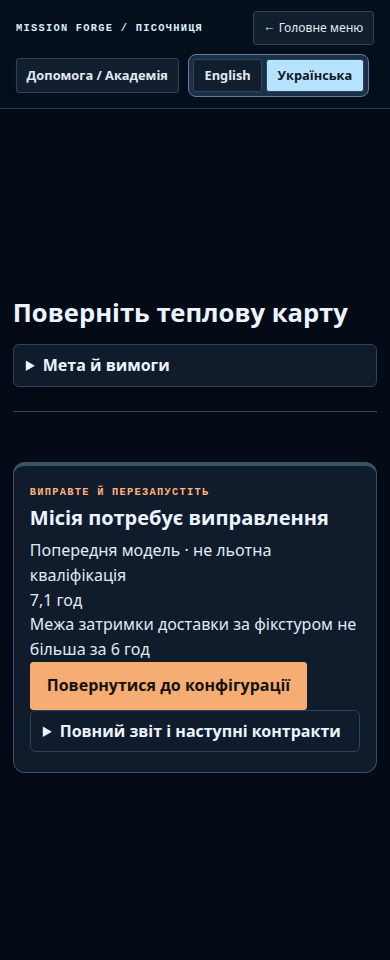 MISSION FORGE / ПІСОЧНИЦЯ
← Головне меню
Допомога / Академія
English
Українська
Поверніть теплову карту
▶ Мета й вимоги
ВИПРАВТЕ Й ПЕРЕЗАПУСТІТЬ
Місія потребує виправлення
Попередня модель · не льотна
кваліфікація
7,1 год
Межа затримки доставки за фікстуром не
більша за 6 год
Повернутися до конфігурації
▶ Повний звіт і наступні контракти